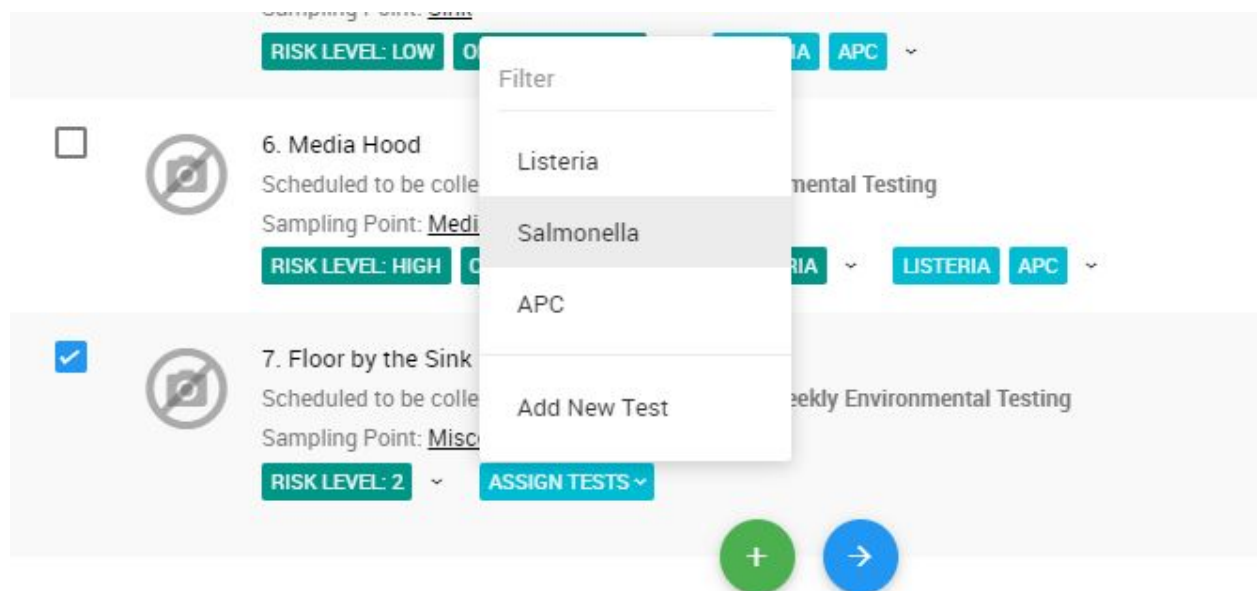 Sampling Point: Sink
RISK LEVEL: LOW APC
Filter
6. Media Hood
Listeria
Scheduled to be colle mental Testing
Sampling Point: Medi
Salmonella
RISK LEVEL: HIGH RIA LISTERIA APC
APC
7. Floor by the Sink
Scheduled to be colle eekly Environmental Testing
Add New Test
Sampling Point: Misc
RISK LEVEL: 2 ASSIGN TESTS